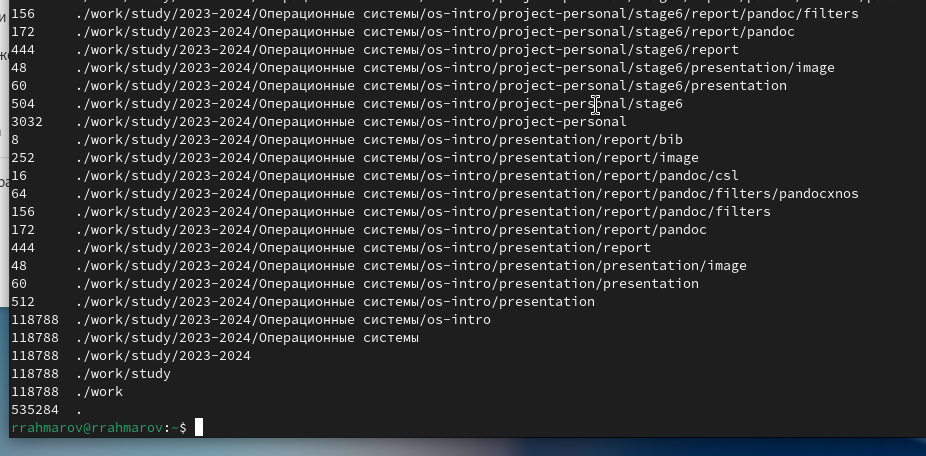 156     ./work/study/2023-2024/Операционные системы/os-intro/project-personal/stage6/report/pandoc/filters
172     ./work/study/2023-2024/Операционные системы/os-intro/project-personal/stage6/report/pandoc
444     ./work/study/2023-2024/Операционные системы/os-intro/project-personal/stage6/report
48      ./work/study/2023-2024/Операционные системы/os-intro/project-personal/stage6/presentation/image
60      ./work/study/2023-2024/Операционные системы/os-intro/project-personal/stage6/presentation
504     ./work/study/2023-2024/Операционные системы/os-intro/project-personal/stage6
3032    ./work/study/2023-2024/Операционные системы/os-intro/project-personal
8       ./work/study/2023-2024/Операционные системы/os-intro/presentation/report/bib
252     ./work/study/2023-2024/Операционные системы/os-intro/presentation/report/image
16      ./work/study/2023-2024/Операционные системы/os-intro/presentation/report/pandoc/csl
64      ./work/study/2023-2024/Операционные системы/os-intro/presentation/report/pandoc/filters/pandocxnos
156     ./work/study/2023-2024/Операционные системы/os-intro/presentation/report/pandoc/filters
172     ./work/study/2023-2024/Операционные системы/os-intro/presentation/report/pandoc
444     ./work/study/2023-2024/Операционные системы/os-intro/presentation/report
48      ./work/study/2023-2024/Операционные системы/os-intro/presentation/presentation/image
60      ./work/study/2023-2024/Операционные системы/os-intro/presentation/presentation
512     ./work/study/2023-2024/Операционные системы/os-intro/presentation
118788  ./work/study/2023-2024/Операционные системы/os-intro
118788  ./work/study/2023-2024/Операционные системы
118788  ./work/study/2023-2024
118788  ./work/study
118788  ./work
535284  .
rrahmarov@rrahmarov:~$